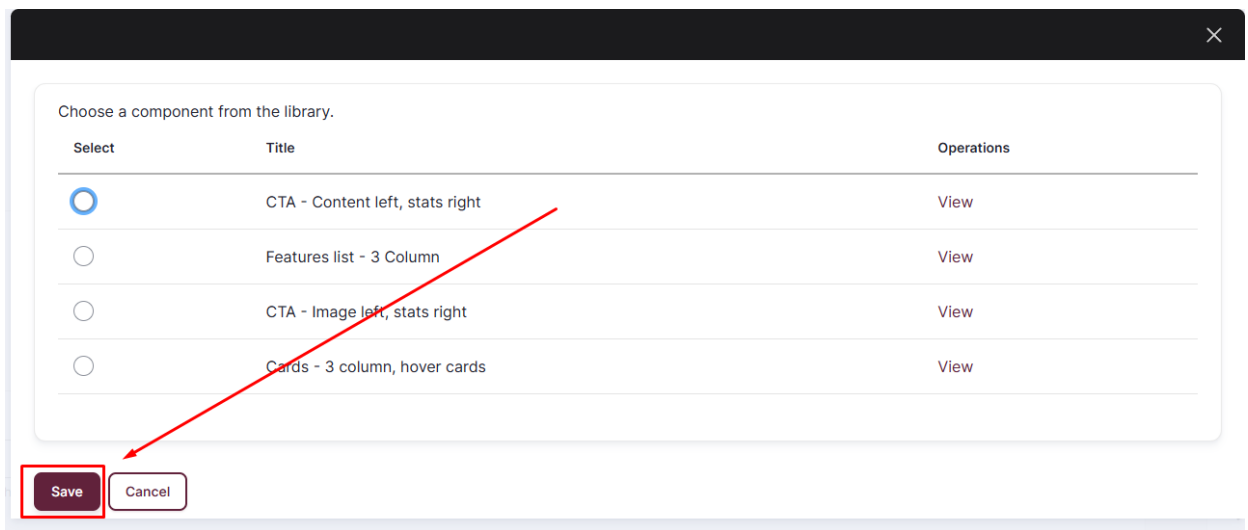 Choose a component from the library.
Select Title Operations
CTA - Content left, stats right View
Features list - 3 Column View
CTA - Image left, stats right View
Cards - 3 column, hover cards View
Save Cancel